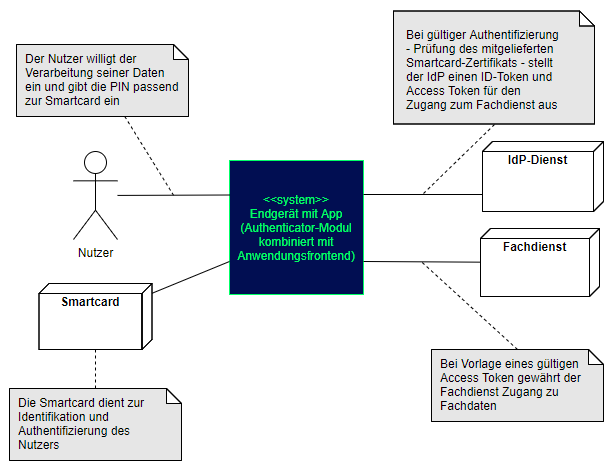 Der Nutzer willigt der
Verarbeitung seiner Daten
ein und gibt die PIN passend
zur Smartcard ein
Bei gültiger Authentifizierung
- Prüfung des mitgelieferten
Smartcard-Zertifikats - stellt
der IdP einen ID-Token und
Access Token für den
Zugang zum Fachdienst aus
IdP-Dienst
<<system>>
Endgerät mit App
(Authenticator-Modul
kombiniert mit
Anwendungsfrontend)
Nutzer
Fachdienst
Smartcard
Bei Vorlage eines gültigen
Access Token gewährt der
Fachdienst Zugang zu
Fachdaten
Die Smartcard dient zur
Identifikation und
Authentifizierung des
Nutzers